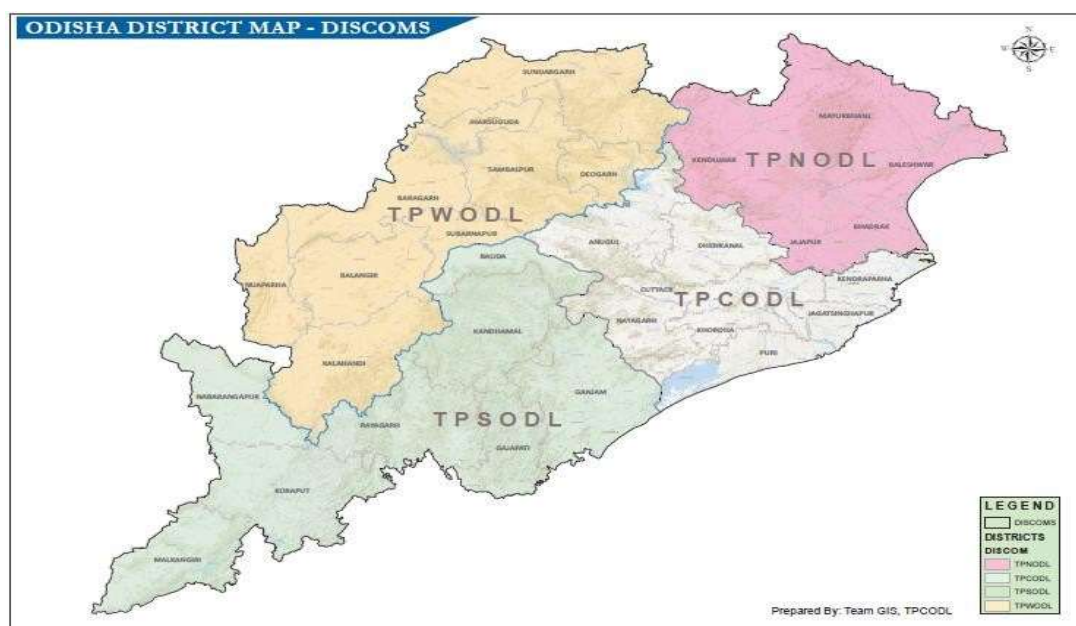 ODISHA DISTRICT MAP - DISCOMS
N
W E
S
SUNDARGARH
JHARSUGUDA
SAMBALPUR
DEOGARH
BARAGARH
TPWODL
SUBARNAPUR
BALANGIR
NUAPARHA
KALAHANDI
MAYURBHANJ
KENDUJHAR
TPNODL
BALESHWAR
BHADRAK
JAJAPUR
ANUGUL
DHENKANAL
KENDRAPARHA
CUTTACK
TPCODL
JAGATSINGHAPUR
NAYAGARH
KHORDHA
PURI
BAUDA
KANDHAMAL
NABARANGAPUR
GANJAM
RAYAGARH
TPSODL
GAJAPATI
KORAPUT
MALKANGIRI
LEGEND
DISCOMS
DISTRICTS
DISCOM
TPNODL
TPCODL
TPSODL
TPWODL
Prepared By: Team GIS, TPCODL